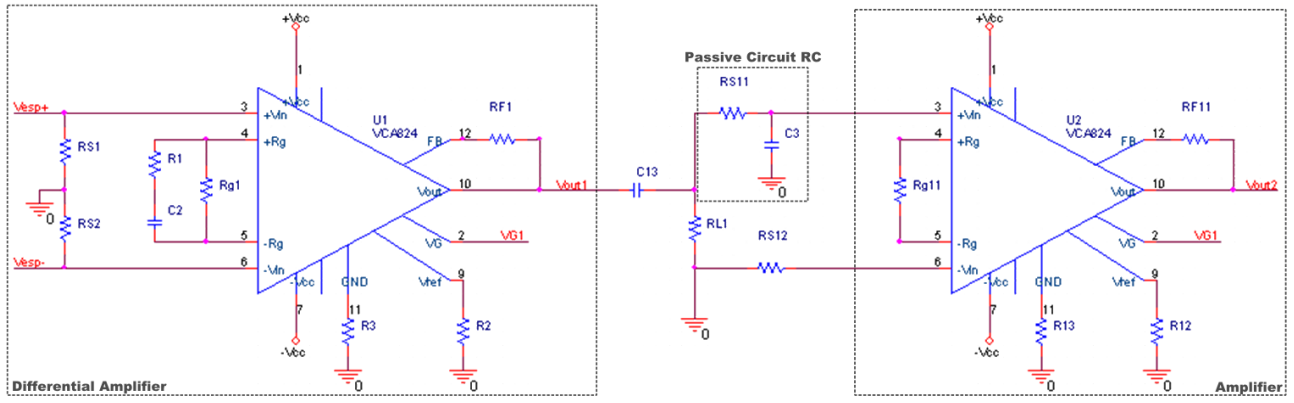 +Vcc
1
+Vcc
Vesp+
3
+Vin
U1
VCA824
RF1
4
+Rg
FB
12
RS1
R1
Rg1
0
Vout
10
Vout1
C2
RS2
5
-Rg
VG
2
VG1
Vesp-
6
-Vin
-Vcc
GND
Vref
9
7
11
R3
R2
-Vcc
0
0
Differential Amplifier
C13
Passive Circuit RC
RS11
C3
0
RL1
RS12
0
+Vcc
1
+Vcc
3
+Vin
U2
VCA824
RF11
4
+Rg
FB
12
Rg11
Vout
10
Vout2
5
-Rg
VG
2
VG1
6
-Vin
-Vcc
GND
Vref
9
7
11
R13
R12
-Vcc
0
0
Amplifier